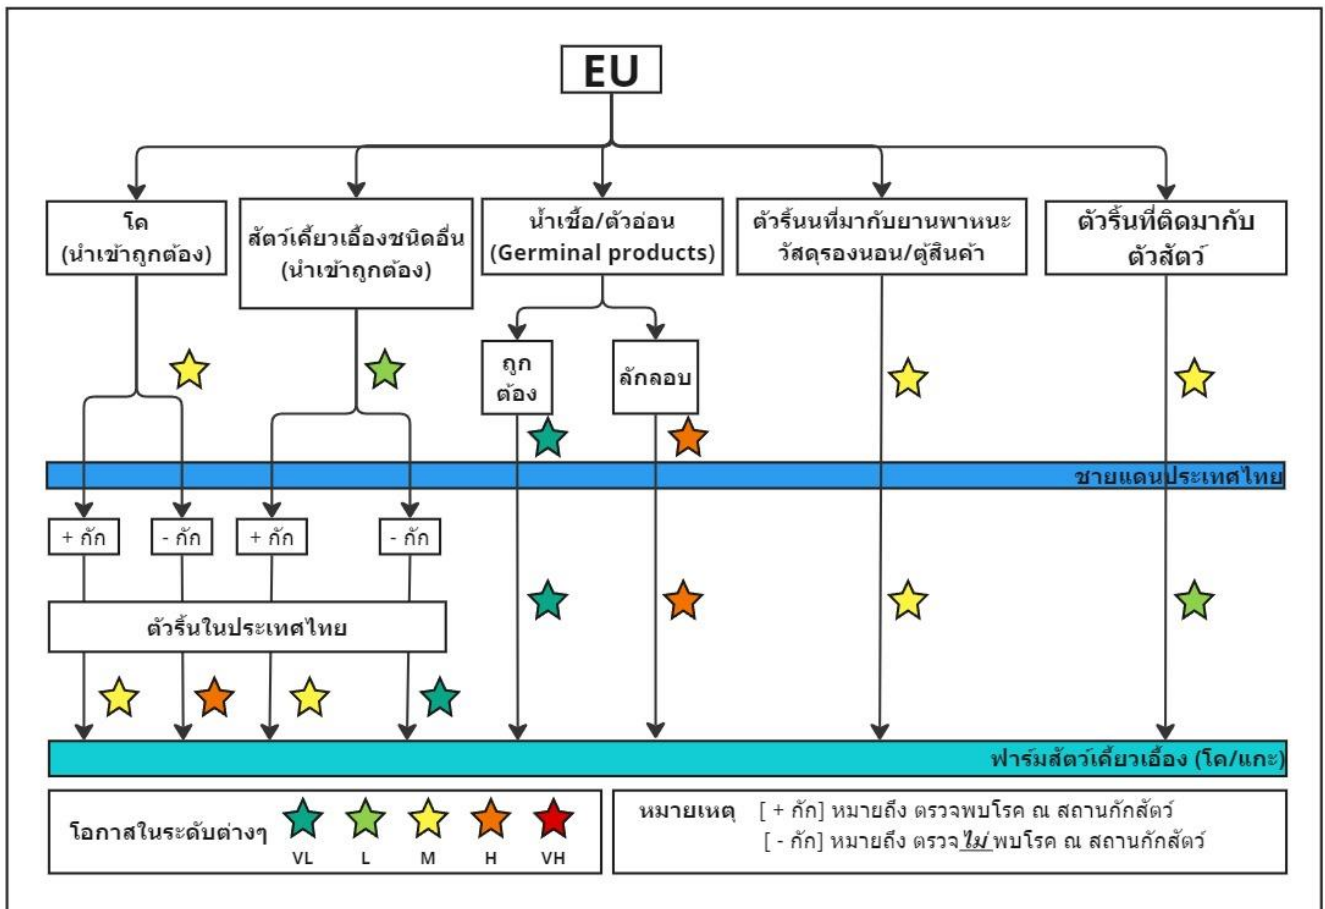 EU
โค
(นำเข้าถูกต้อง)
สัตว์เคี้ยวเอื้องชนิดอื่น
(นำเข้าถูกต้อง)
น้ำเชื้อ/ตัวอ่อน
(Germinal products)
ตัวริ้นนที่มากับยานพาหนะ
วัสดุรองนอน/ตู้สินค้า
ตัวริ้นที่ติดมากับ
ตัวสัตว์
ถูก
ต้อง
ลักลอบ
ชายแดนประเทศไทย
+ กัก
- กัก
+ กัก
- กัก
ตัวริ้นในประเทศไทย
ฟาร์มสัตว์เคี้ยวเอื้อง (โค/แกะ)
โอกาสในระดับต่างๆ
VL L M H VH
หมายเหตุ [ + กัก] หมายถึง ตรวจพบโรค ณ สถานกักสัตว์
[ - กัก] หมายถึง ตรวจไม่พบโรค ณ สถานกักสัตว์